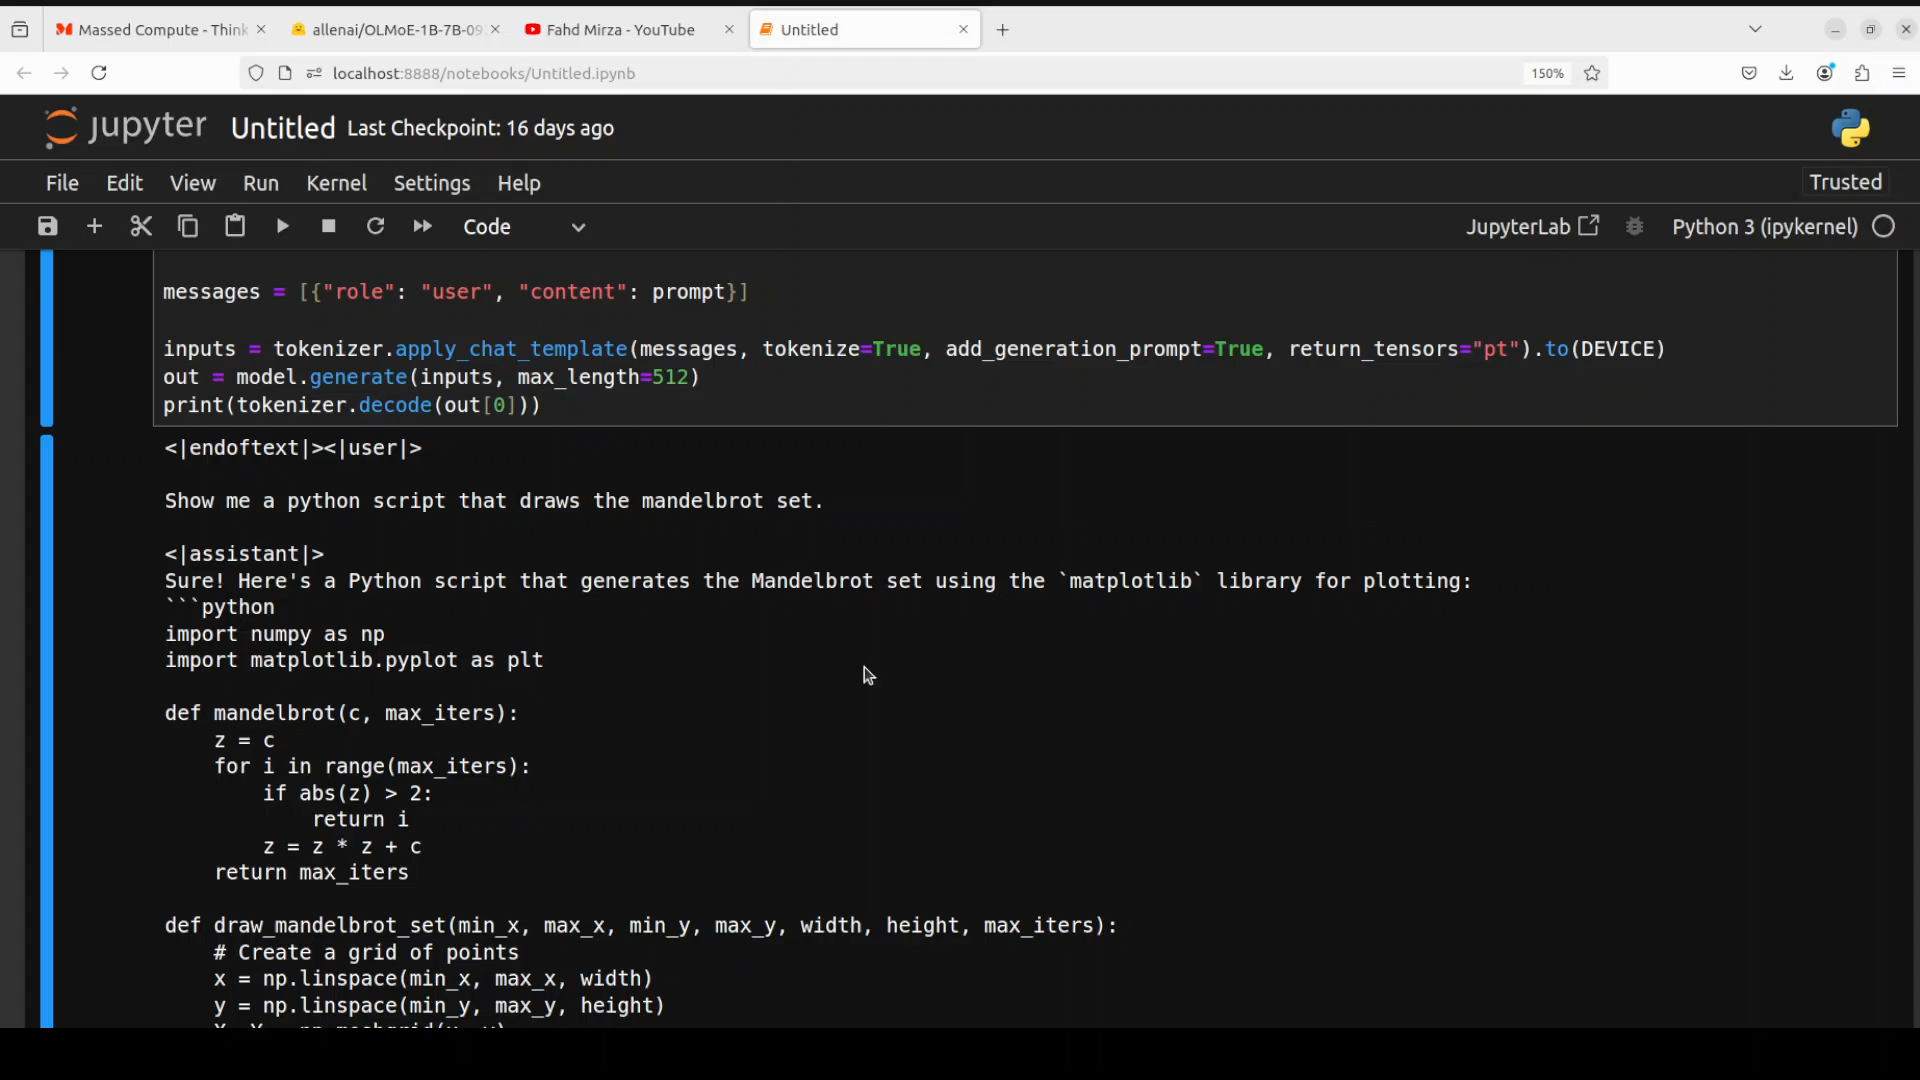 Massed Compute - Think
allenai/OLMoE-1B-7B-09
Fahd Mirza - YouTube
Untitled
localhost:8888/notebooks/Untitled.ipynb
150%
jupyter Untitled Last Checkpoint: 16 days ago
File Edit View Run Kernel Settings Help
Trusted
Code
JupyterLab
Python 3 (ipykernel)
messages = [{"role": "user", "content": prompt}]
inputs = tokenizer.apply_chat_template(messages, tokenize=True, add_generation_prompt=True, return_tensors="pt").to(DEVICE)
out = model.generate(inputs, max_length=512)
print(tokenizer.decode(out[0]))
<|endoftext|><|user|>
Show me a python script that draws the mandelbrot set.
<|assistant|>
Sure! Here's a Python script that generates the Mandelbrot set using the `matplotlib` library for plotting:
```python
import numpy as np
import matplotlib.pyplot as plt
def mandelbrot(c, max_iters):
    z = c
    for i in range(max_iters):
        if abs(z) > 2:
            return i
        z = z * z + c
    return max_iters
def draw_mandelbrot_set(min_x, max_x, min_y, max_y, width, height, max_iters):
    # Create a grid of points
    x = np.linspace(min_x, max_x, width)
    y = np.linspace(min_y, max_y, height)